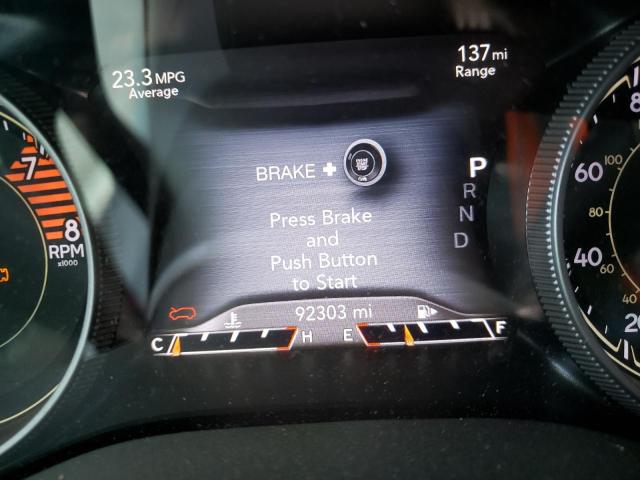 23.3 MPG
Average
137 mi
Range
BRAKE +
Press Brake
and
Push Button
to Start
P
R
N
D
92303 mi
C H E F
7
8
RPM
x1000
8
60
40
20
100
80
60
40